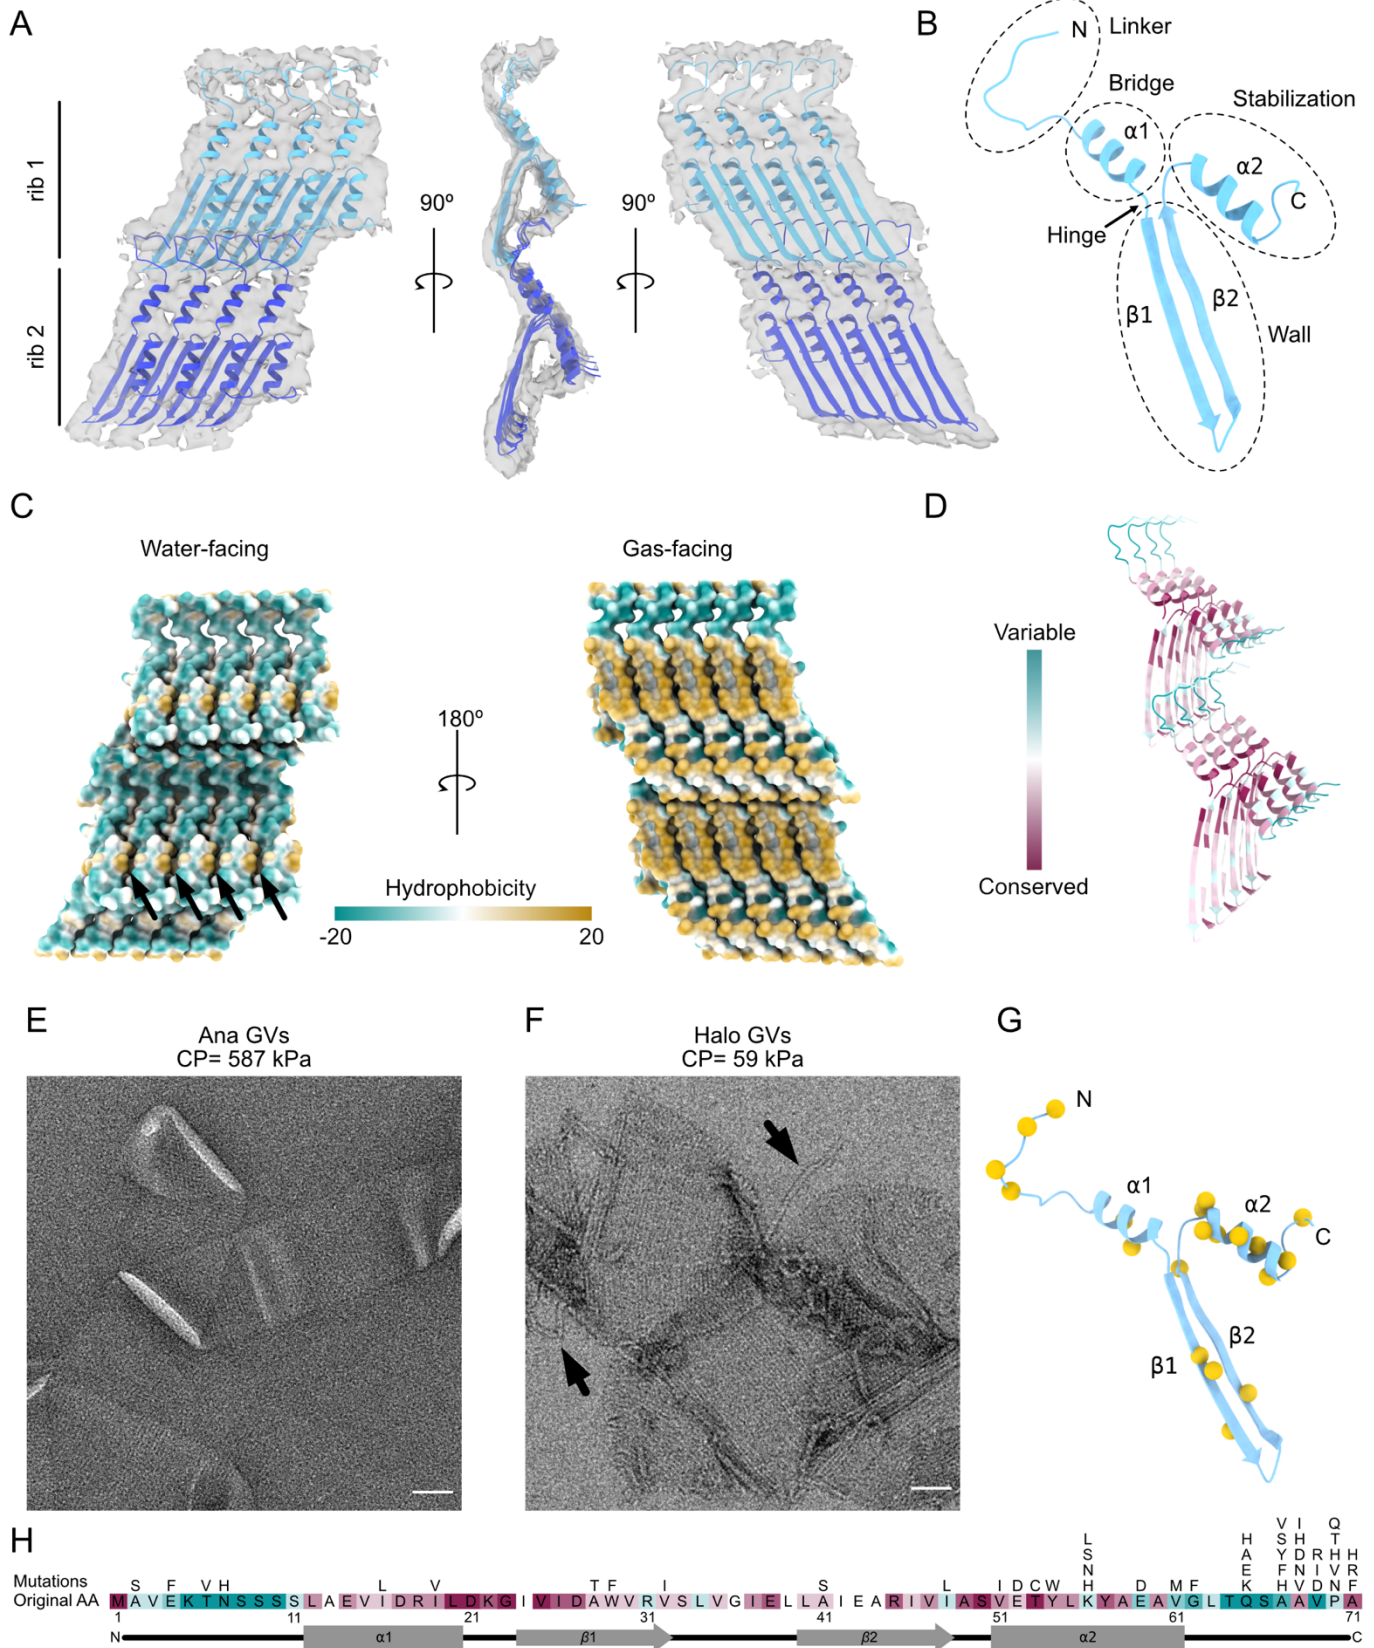 A
rib 1
rib 2
90º
90º
B
N
Linker
Bridge
Stabilization
α1
α2
C
Hinge
β1
β2
Wall
C
Water-facing
Gas-facing
180º
Hydrophobicity
-20
20
D
Variable
Conserved
E
Ana GVs
CP= 587 kPa
F
Halo GVs
CP= 59 kPa
G
N
α1
α2
C
β1
β2
H
V I Q
L H S H T
S A Y D R H H
N E F N I V R
Mutations S F V H L V T F I S L I D C W H D M F K H V D N F
Original AA M A V E K T N S S S S L A E V I D R I L D K G I V I D A W V R V S L V G I E L L A I E A R I V I A S V E T Y L K Y A E A V G L T Q S A A V P A
1 11 21 31 41 51 61 71
N α1 β1 β2 α2 C